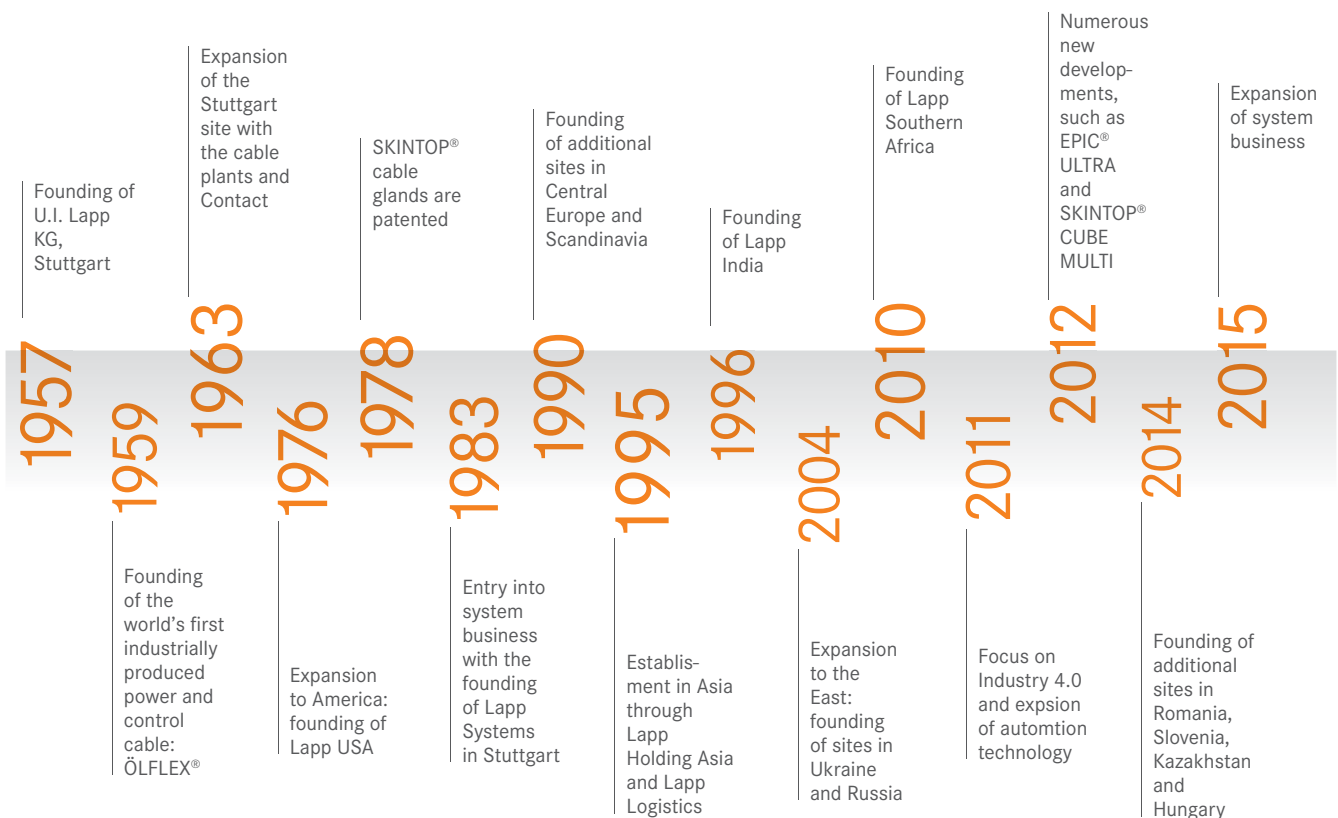 1957
Founding of
U.I. Lapp
KG,
Stuttgart
1959
Founding
of the
world's first
industrially
produced
power and
control
cable:
ÖLFLEX®
1963
Expansion
of the
Stuttgart
site with
the cable
plants and
Contact
1976
Expansion
to America:
founding of
Lapp USA
1978
SKINTOP®
cable
glands are
patented
1983
Entry into
system
business
with the
founding
of Lapp
Systems
in Stuttgart
1990
Founding
of additional
sites in
Central
Europe and
Scandinavia
1995
Establis-
ment in Asia
through
Lapp
Holding Asia
and Lapp
Logistics
1996
Founding
of Lapp
India
2004
Expansion
to the
East:
founding
of sites in
Ukraine
and Russia
2010
Founding
of Lapp
Southern
Africa
2011
Focus on
Industry 4.0
and expsion
of automtion
technology
2012
Numerous
new
develop-
ments,
such as
EPIC®
ULTRA
and
SKINTOP®
CUBE
MULTI
2014
Founding of
additional
sites in
Romania,
Slovenia,
Kazakhstan
and
Hungary
2015
Expansion
of system
business